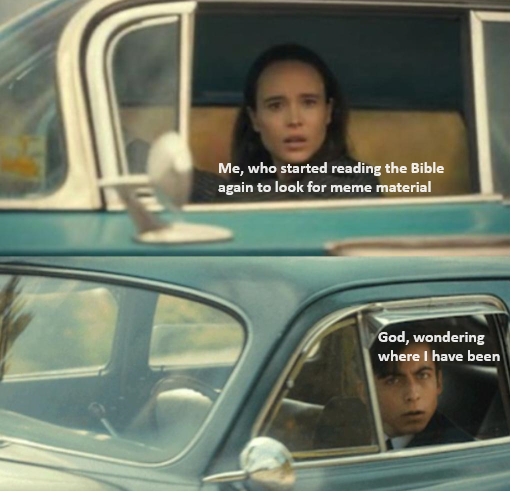 Me, who started reading the Bible
again to look for meme material
God, wondering
where I have been